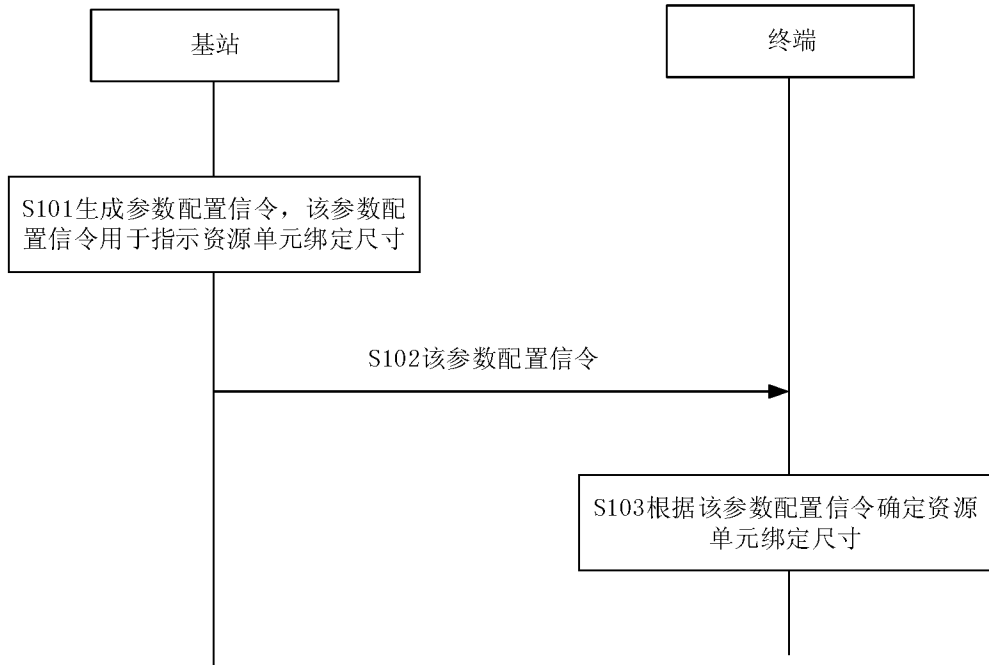 基站
终端
S101生成参数配置信令，该参数配
置信令用于指示资源单元绑定尺寸
S102该参数配置信令
S103根据该参数配置信令确定资源
单元绑定尺寸